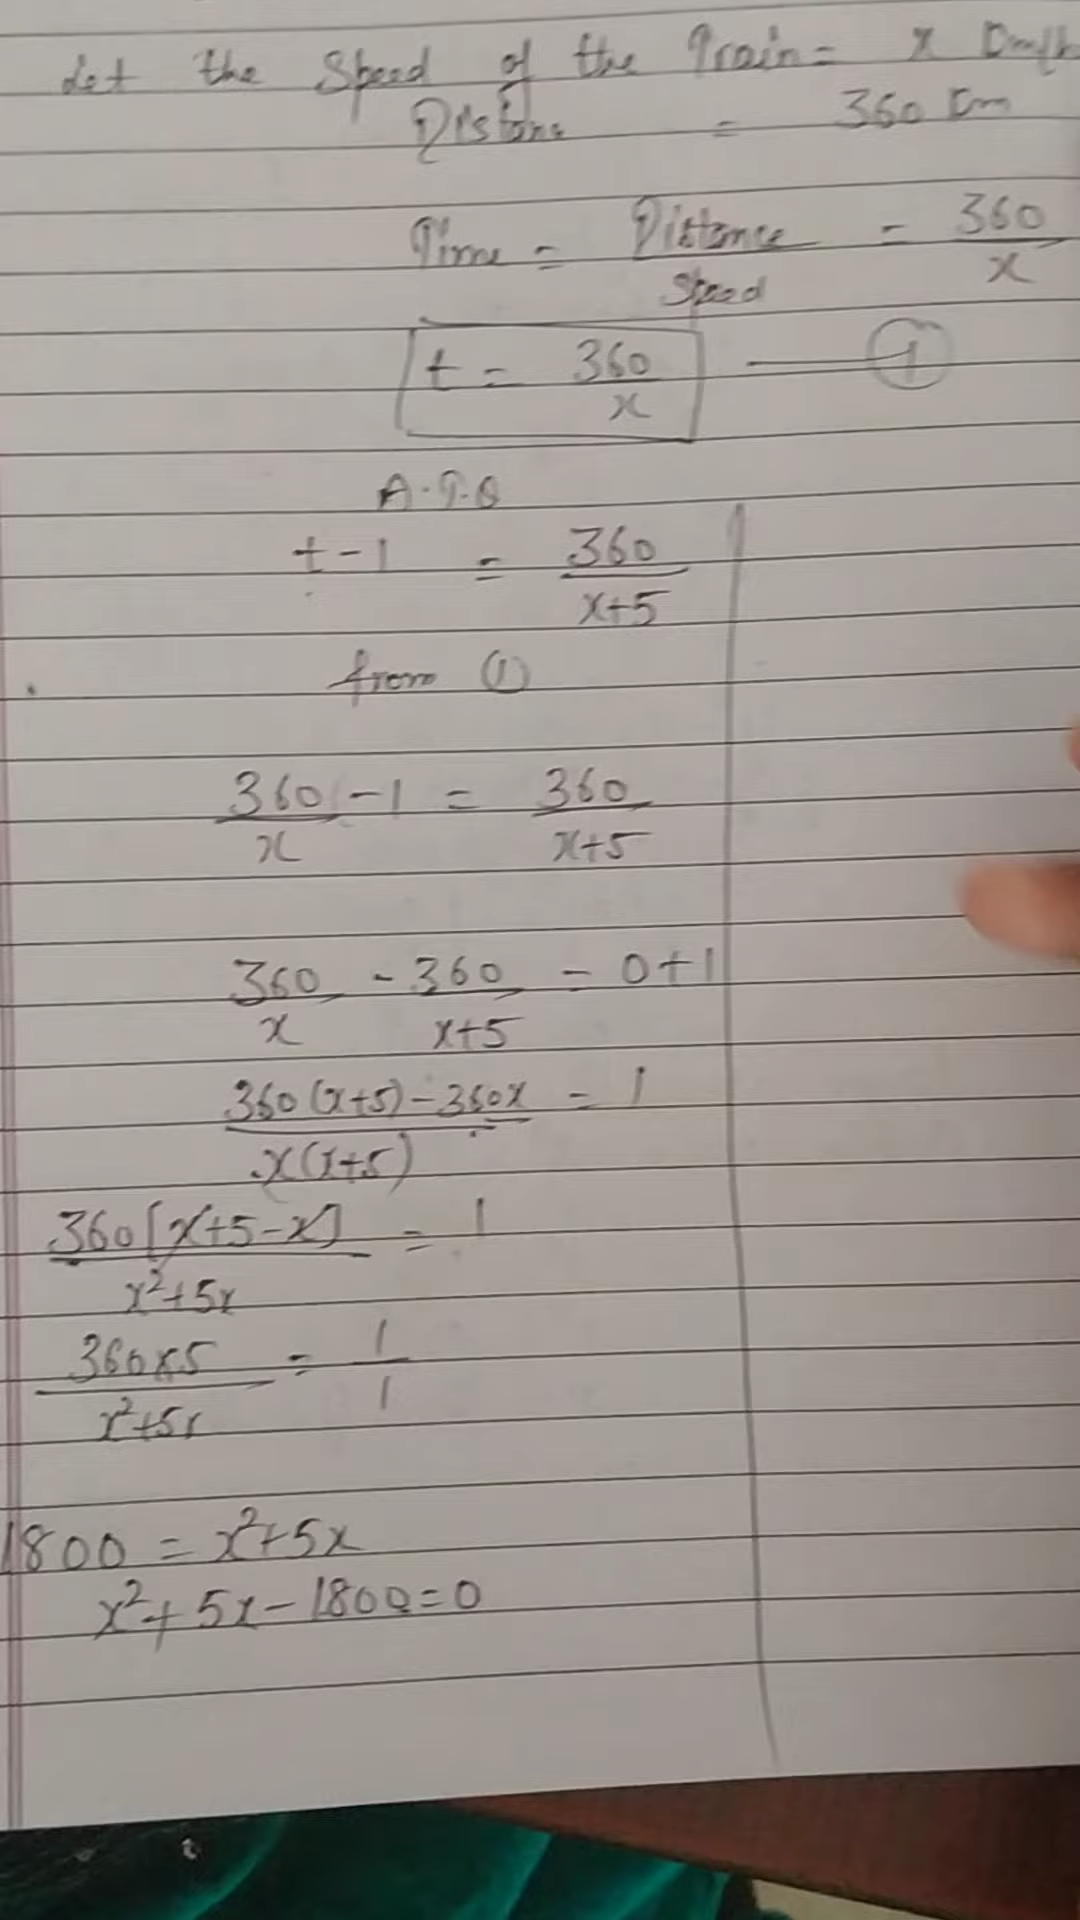 Let the Speed of the Train = x Km/h
Distance = 360 Km
Time = Distance / Speed = 360 / x
t = 360 / x — ①
A.T.Q
t - 1 = 360 / x+5
from ①
360 / x - 1 = 360 / x+5
360 / x - 360 / x+5 = 0+1
360(x+5) - 360x / x(x+5) = 1
360[x+5-x] / x²+5x = 1
360×5 / x²+5x = 1 / 1
1800 = x²+5x
x²+5x-1800=0